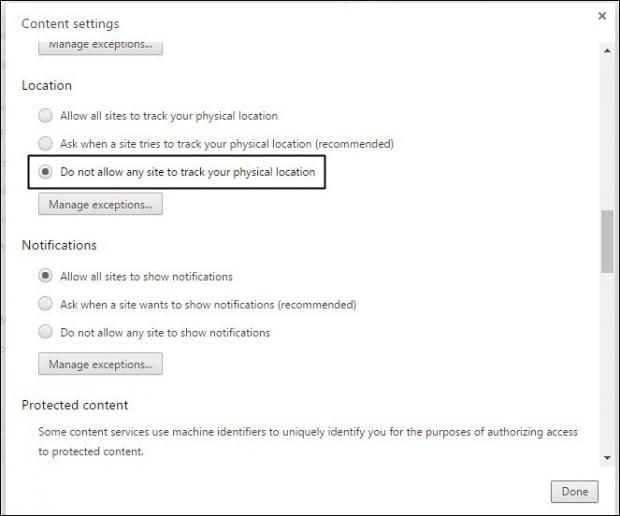 Content settings
Manage exceptions...
Location
Allow all sites to track your physical location
Ask when a site tries to track your physical location (recommended)
Do not allow any site to track your physical location
Manage exceptions...
Notifications
Allow all sites to show notifications
Ask when a site wants to show notifications (recommended)
Do not allow any site to show notifications
Manage exceptions...
Protected content
Some content services use machine identifiers to uniquely identify you for the purposes of authorizing access
to protected content.
Done